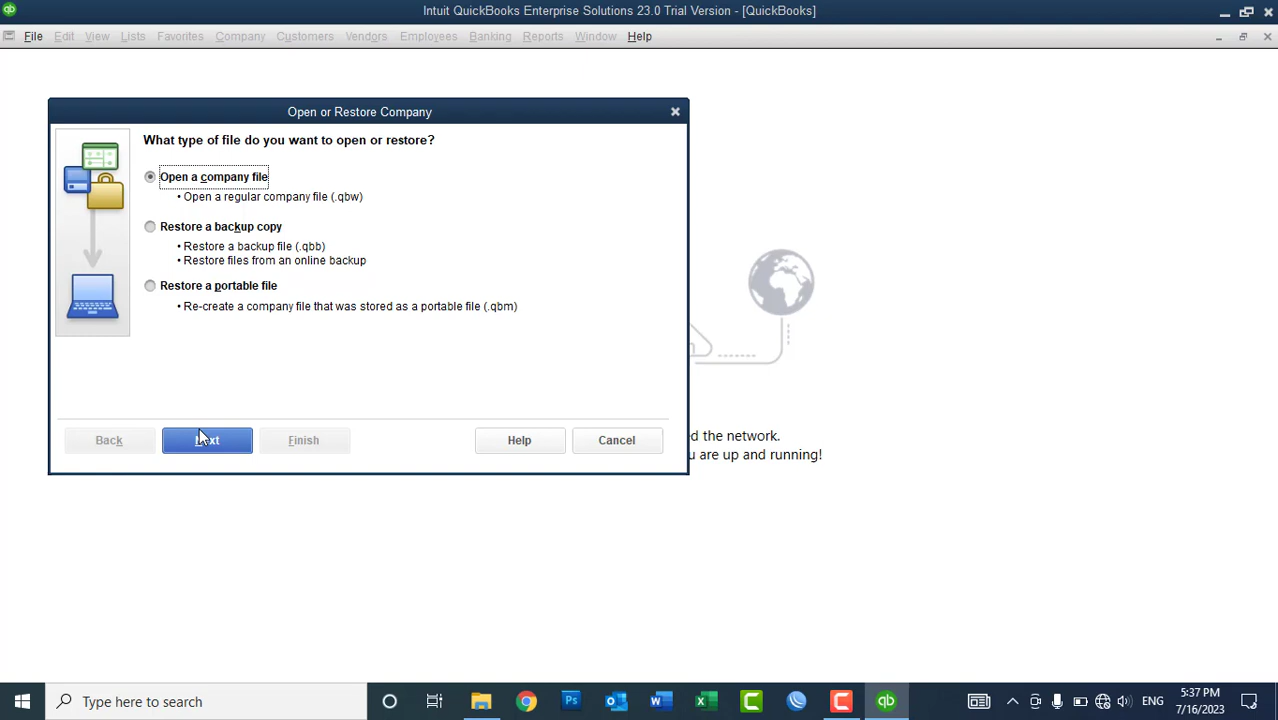 Intuit QuickBooks Enterprise Solutions 23.0 Trial Version - [QuickBooks]
File Edit View Lists Favorites Company Customers Vendors Employees Banking Reports Window Help
Open or Restore Company
What type of file do you want to open or restore?
Open a company file
• Open a regular company file (.qbw)
Restore a backup copy
• Restore a backup file (.qbb)
• Restore files from an online backup
Restore a portable file
• Re-create a company file that was stored as a portable file (.qbm)
Back Next Finish Help Cancel
the network.
are up and running!
Type here to search
ENG
5:37 PM
7/16/2023
qb
Ps